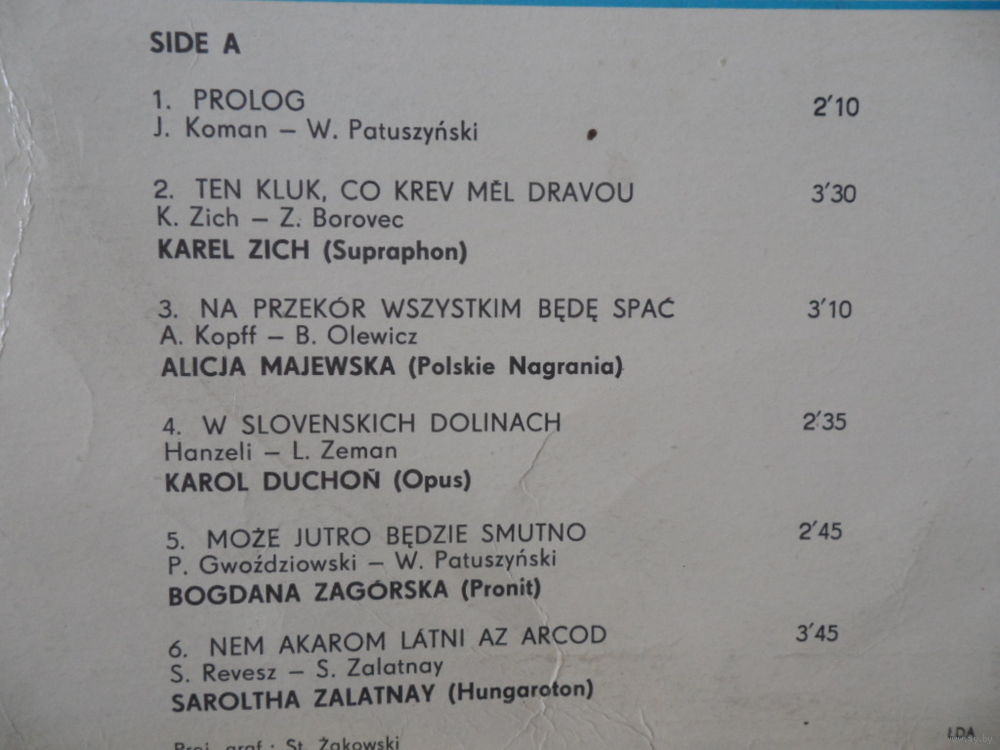 SIDE A
1. PROLOG 2'10
J. Koman – W. Patuszyński
2. TEN KLUK, CO KREV MĚL DRAVOU 3'30
K. Zich – Z. Borovec
KAREL ZICH (Supraphon)
3. NA PRZEKÓR WSZYSTKIM BĘDĘ SPAĆ 3'10
A. Kopff – B. Olewicz
ALICJA MAJEWSKA (Polskie Nagrania)
4. W SLOVENSKICH DOLINACH 2'35
Hanzeli – L. Zeman
KAROL DUCHOŇ (Opus)
5. MOŻE JUTRO BĘDZIE SMUTNO 2'45
P. Gwoździowski – W. Patuszyński
BOGDANA ZAGÓRSKA (Pronit)
6. NEM AKAROM LÁTNI AZ ARCOD 3'45
S. Revesz – S. Zalatnay
SAROLTHA ZALATNAY (Hungaroton)
Proj. graf.: St. Żakowski